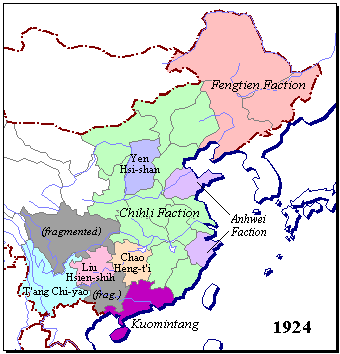 Fengtien Faction
Yen
Hsi-shan
Chihli Faction
Anhwei
Faction
(fragmented)
Chao
Heng-t'i
Liu
Hsien-shih
T'ang Chi-yao
(frag.)
Kuomintang
1924